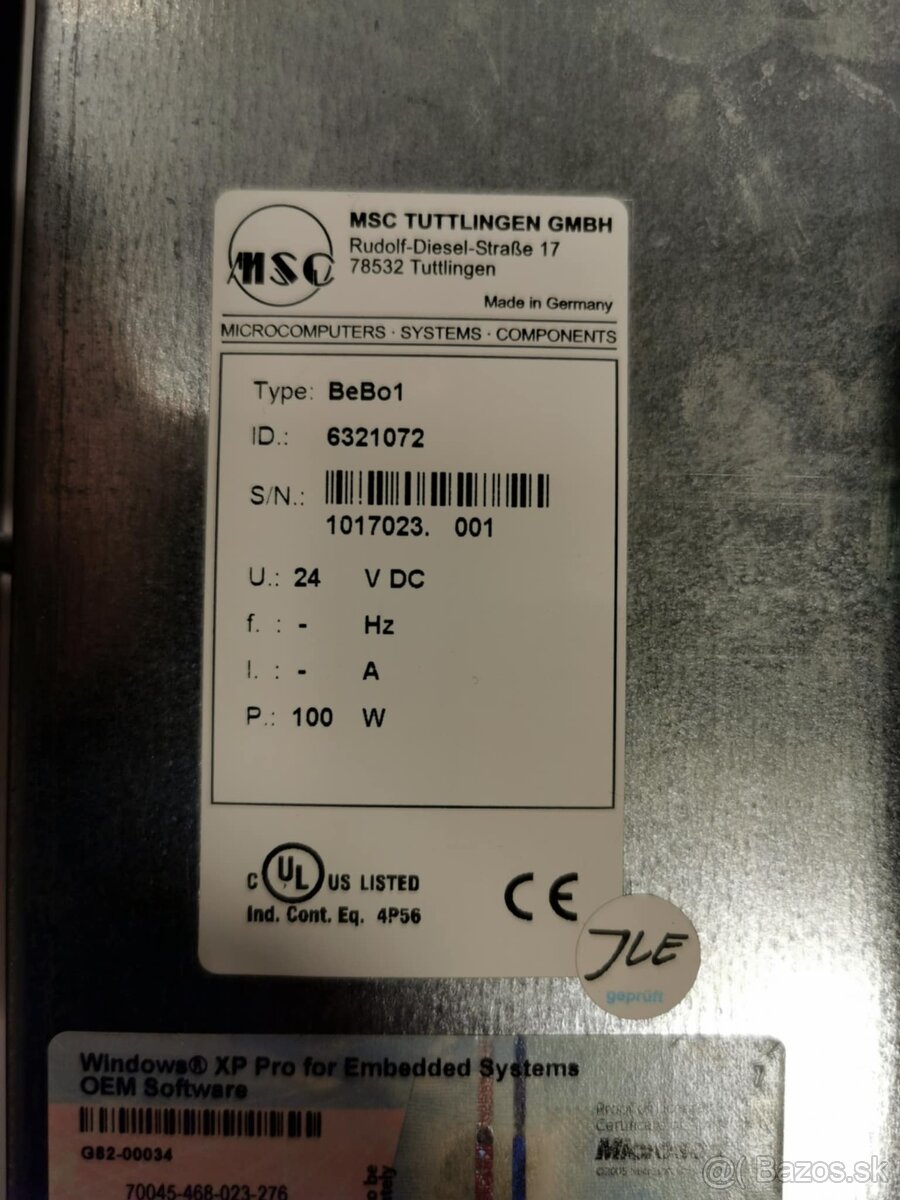 MSC
MSC TUTTLINGEN GMBH
Rudolf-Diesel-Straße 17
78532 Tuttlingen
Made in Germany
MICROCOMPUTERS · SYSTEMS · COMPONENTS
Type: BeBo1
ID.: 6321072
S/N.:
1017023. 001
U.: 24 V DC
f. : - Hz
I. : - A
P.: 100 W
C UL US LISTED
Ind. Cont. Eq. 4P56
CE
JLE
geprüft
Windows® XP Pro for Embedded Systems
OEM Software
G82-00034
70045-468-023-276
@ Bazos.sk